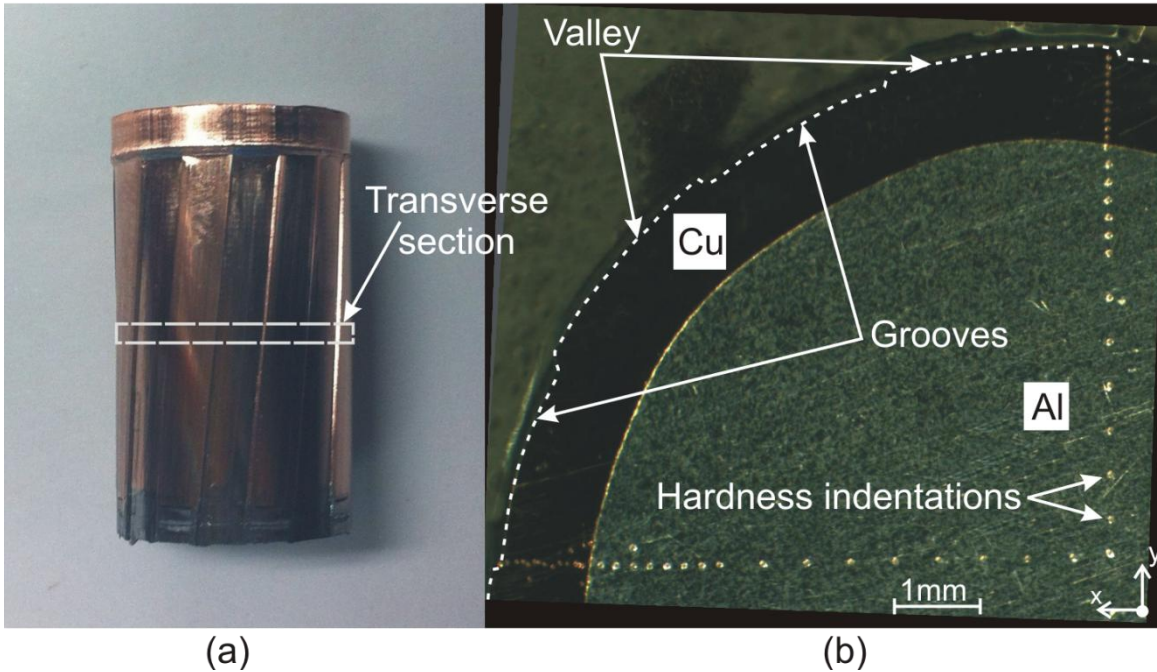 Transverse
section
(a)
Valley
Cu
Grooves
Al
Hardness indentations
1mm
y
x
(b)